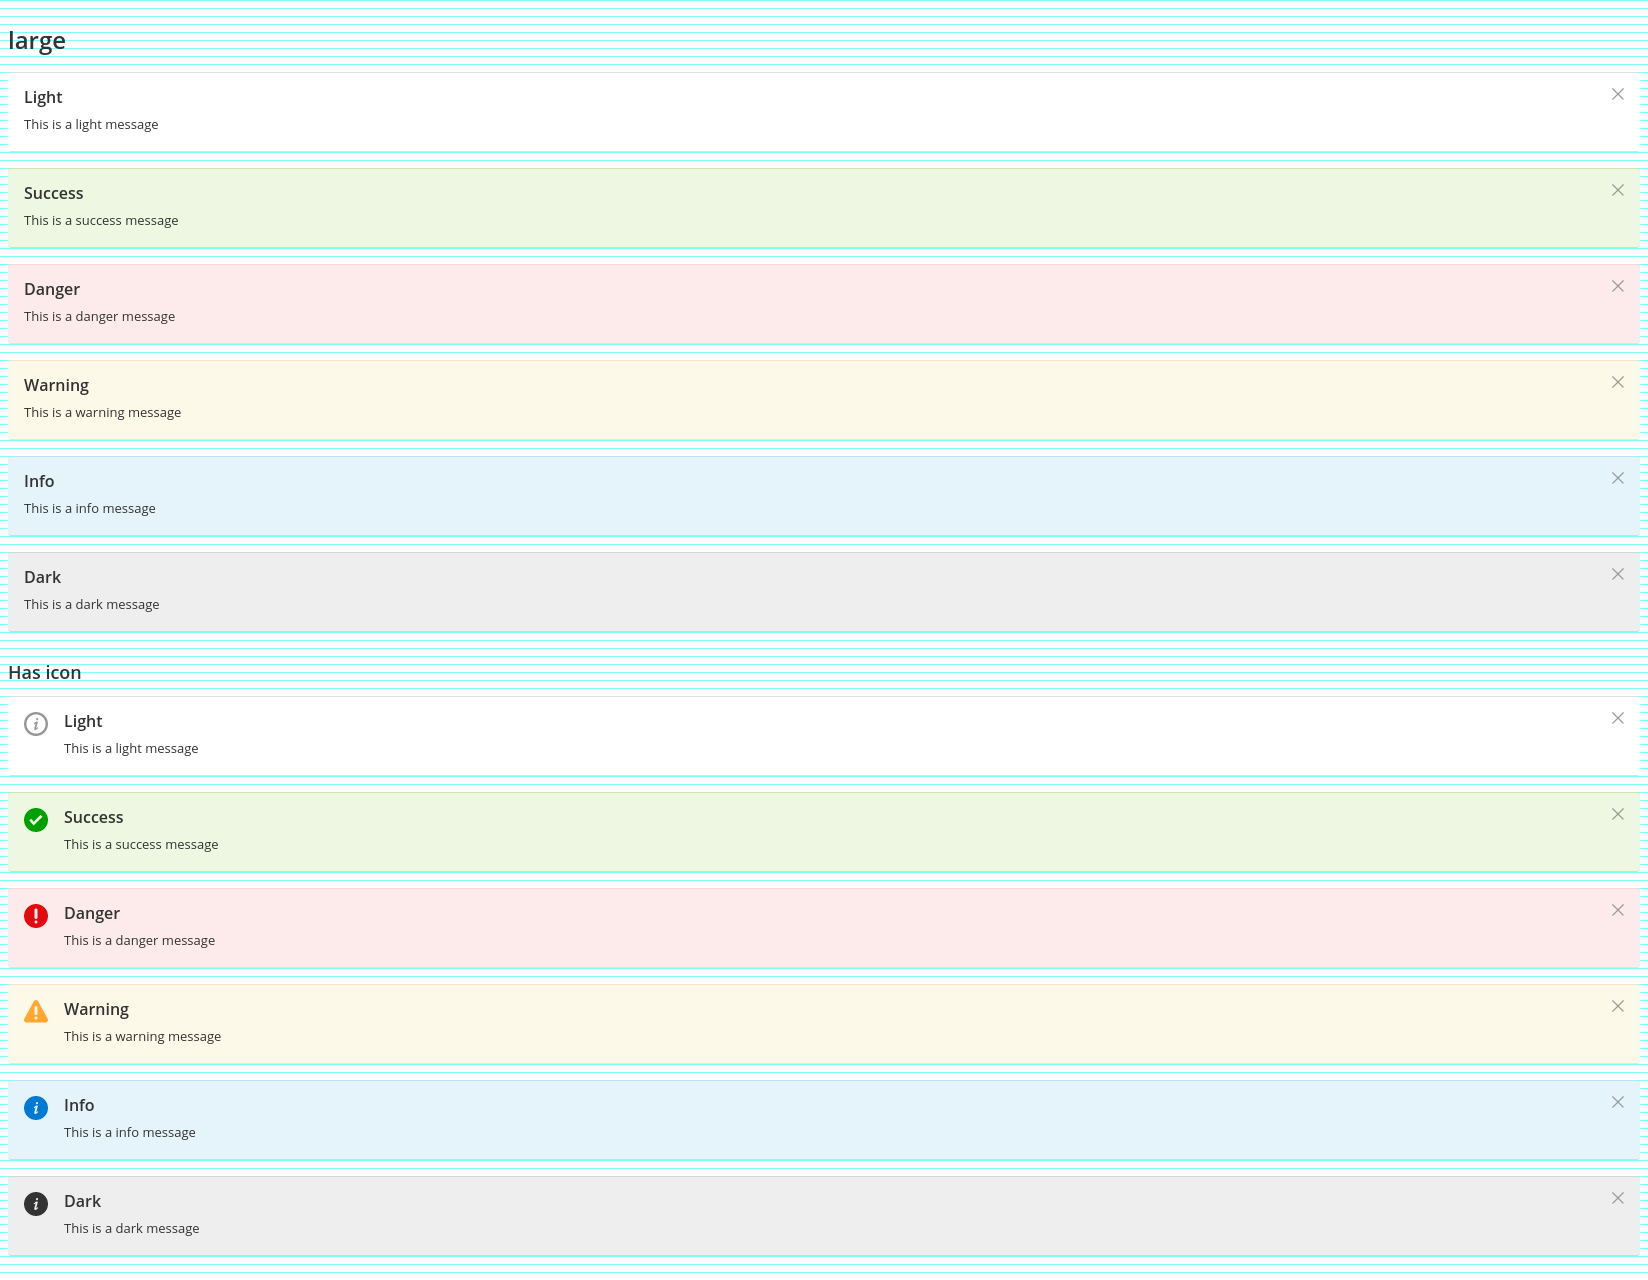 large
Light
This is a light message
Success
This is a success message
Danger
This is a danger message
Warning
This is a warning message
Info
This is a info message
Dark
This is a dark message
Has icon
Light
This is a light message
Success
This is a success message
Danger
This is a danger message
Warning
This is a warning message
Info
This is a info message
Dark
This is a dark message